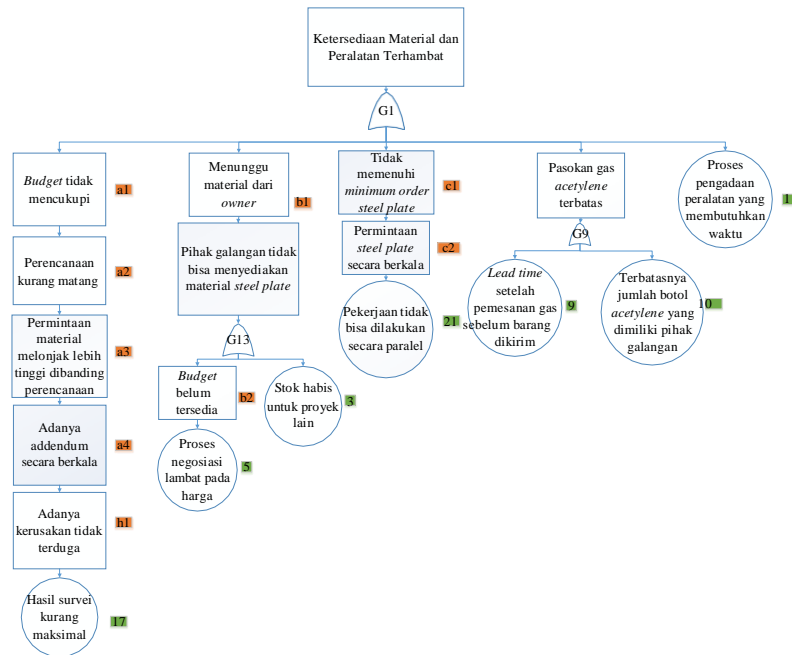 Ketersediaan Material dan
Peralatan Terhambat
G1
Budget tidak
mencukupi
a1
Perencanaan
kurang matang
a2
Permintaan
material
melonjak lebih
tinggi dibanding
perencanaan
a3
Adanya
addendum
secara berkala
a4
Adanya
kerusakan tidak
terduga
h1
Hasil survei
kurang
maksimal
17
Menunggu
material dari
owner
b1
Pihak galangan tidak
bisa menyediakan
material steel plate
G13
Budget
belum
tersedia
b2
Proses
negosiasi
lambat pada
harga
5
Stok habis
untuk proyek
lain
3
Tidak
memenuhi
minimum order
steel plate
c1
Permintaan
steel plate
secara berkala
c2
Pekerjaan tidak
bisa dilakukan
secara paralel
21
Pasokan gas
acetylene
terbatas
G9
Lead time
setelah
pemesanan gas
sebelum barang
dikirim
9
Terbatasnya
jumlah botol
acetylene yang
dimiliki pihak
galangan
10
Proses
pengadaan
peralatan yang
membutuhkan
waktu
1